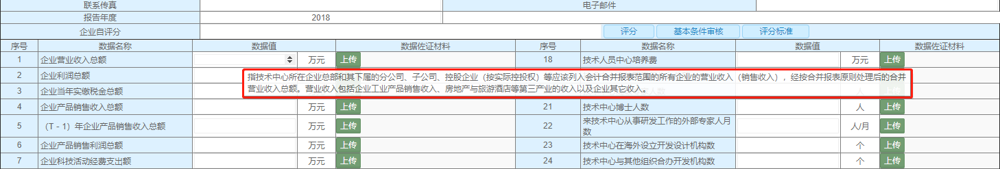 联系传真 电子邮件
报告年度 2018
企业自评分 评分 基本条件审核 评分标准
序号 数据名称 数据值 数据佐证材料 序号 数据名称 数据值 数据佐证材料
1 企业营业收入总额 万元 上传 18 技术人员中心培养费 万元 上传
2 企业利润总额
指技术中心所在企业总部和其下属的分公司、子公司、控股企业（按实际控投权）等应该列入会计合并报表范围的所有企业的营业收入（销售收入），经按合并报表原则处理后的合并
营业收入总额。营业收入包括企业工业产品销售收入、房地产与旅游酒店等第三产业的收入以及企业其它收入。
3 企业当年实缴税金总额
4 企业产品销售收入总额 万元 上传 21 技术中心博士人数 人 上传
5 （T - 1）年企业产品销售收入总额 万元 上传 22 来技术中心从事研发工作的外部专家人月
数 人/月 上传
6 企业产品销售利润总额 万元 上传 23 技术中心在海外设立开发设计机构数 个 上传
7 企业科技活动经费支出额 万元 上传 24 技术中心与其他组织合办开发机构数 个 上传